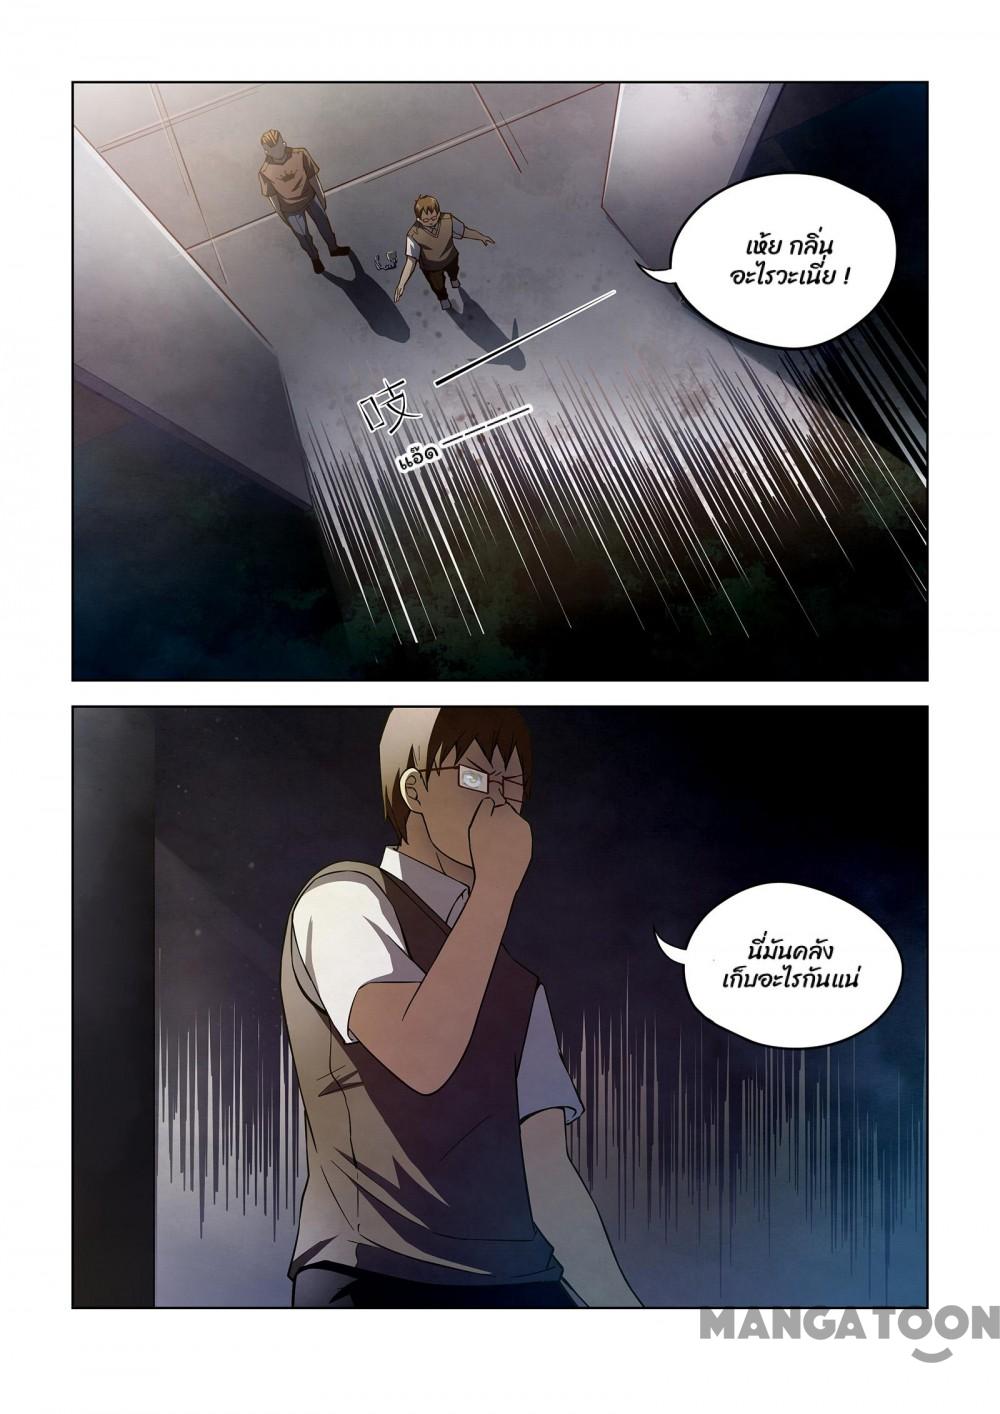 เห้ย กลิ่น
อะไรวะเนี่ย !
吱
แอ๊ด
นี่มันคลัง
เก็บอะไรกันแน่
MANGATOON